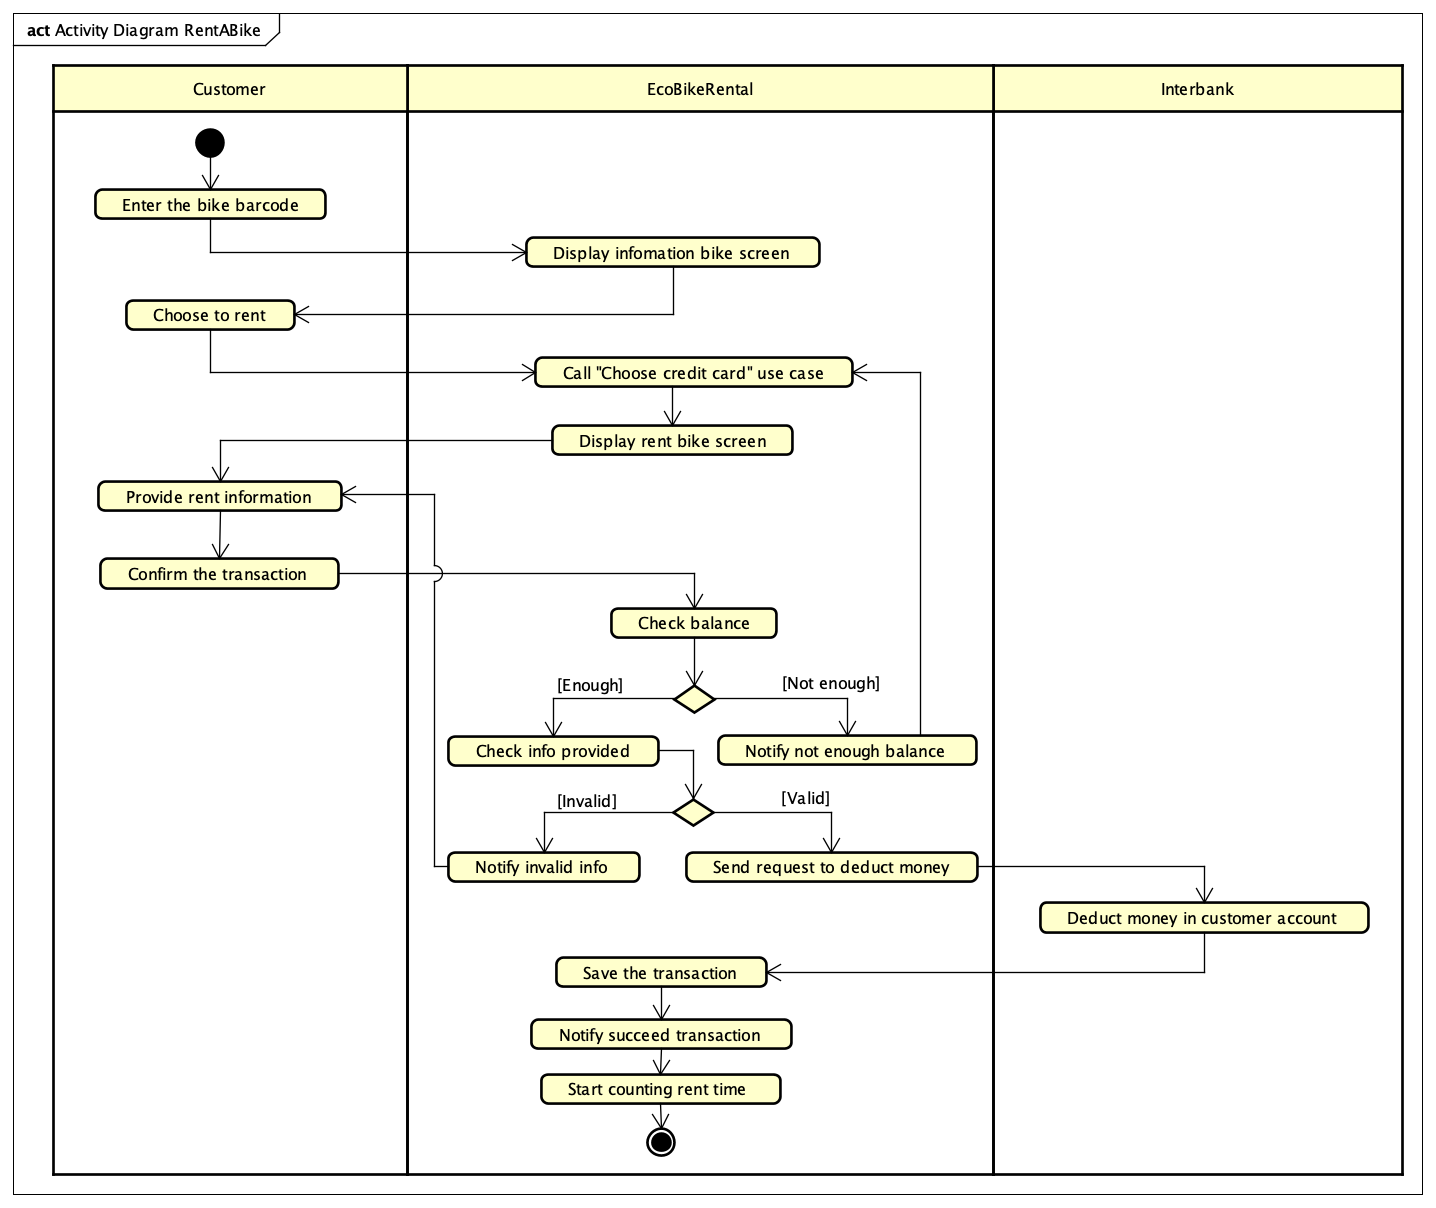 act Activity Diagram RentABike
Customer
EcoBikeRental
Interbank
Enter the bike barcode
Display infomation bike screen
Choose to rent
Call "Choose credit card" use case
Display rent bike screen
Provide rent information
Confirm the transaction
Check balance
[Enough]
[Not enough]
Check info provided
Notify not enough balance
[Invalid]
[Valid]
Notify invalid info
Send request to deduct money
Deduct money in customer account
Save the transaction
Notify succeed transaction
Start counting rent time